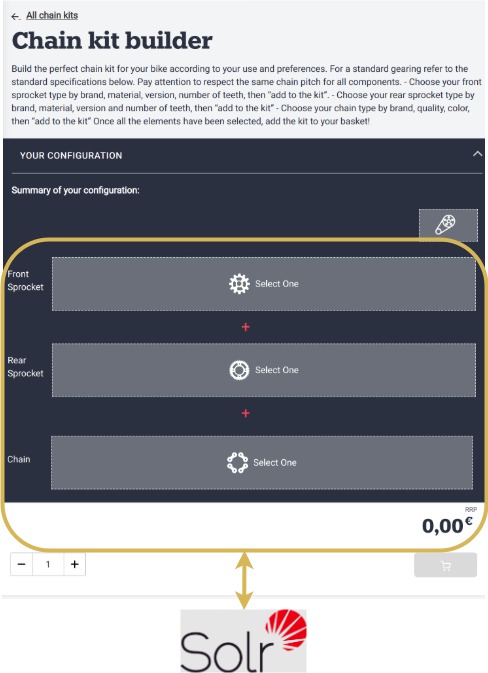 ← All chain kits
Chain kit builder
Build the perfect chain kit for your bike according to your use and preferences. For a standard gearing refer to the
standard specifications below. Pay attention to respect the same chain pitch for all components. - Choose your front
sprocket type by brand, material, version, number of teeth, then "add to the kit". - Choose your rear sprocket type by
brand, material, version and number of teeth, then "add to the kit" - Choose your chain type by brand, quality, color,
then "add to the kit" Once all the elements have been selected, add the kit to your basket!
YOUR CONFIGURATION
Summary of your configuration:
Front
Sprocket
Select One
+
Rear
Sprocket
Select One
+
Chain
Select One
RRP
0,00€
− 1 +
Solr